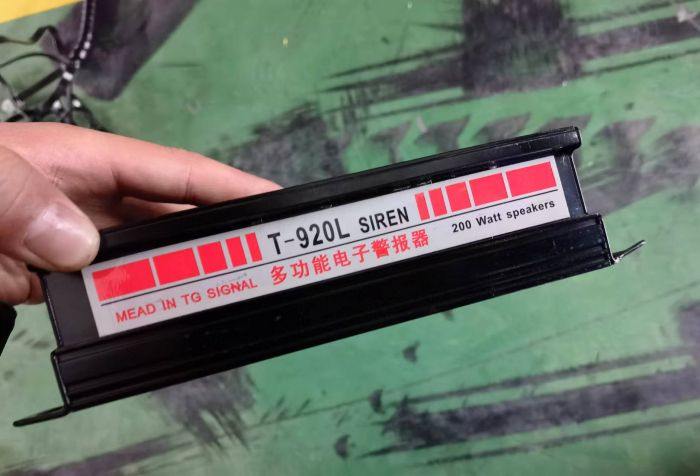 T-920L SIREN
200 Watt speakers
MEAD IN TG SIGNAL
多功能电子警报器